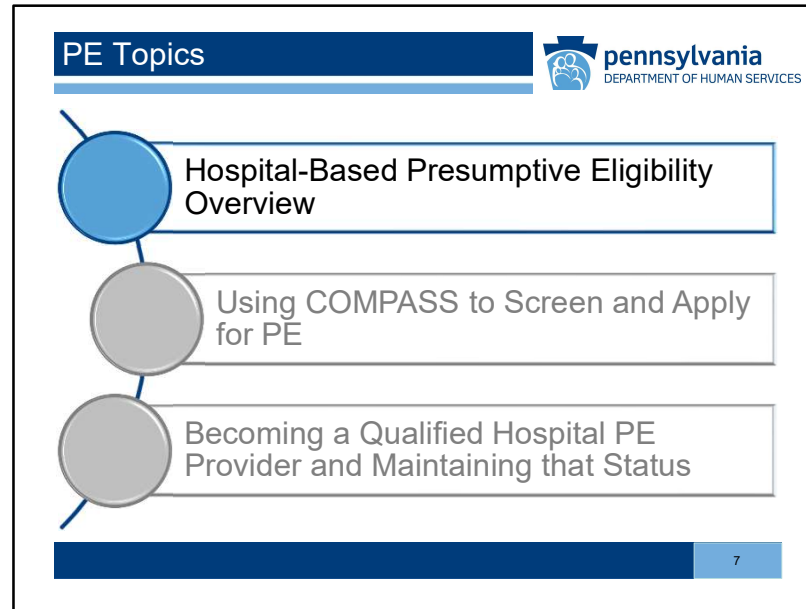 PE Topics
pennsylvania
DEPARTMENT OF HUMAN SERVICES
Hospital-Based Presumptive Eligibility
Overview
Using COMPASS to Screen and Apply
for PE
Becoming a Qualified Hospital PE
Provider and Maintaining that Status
7